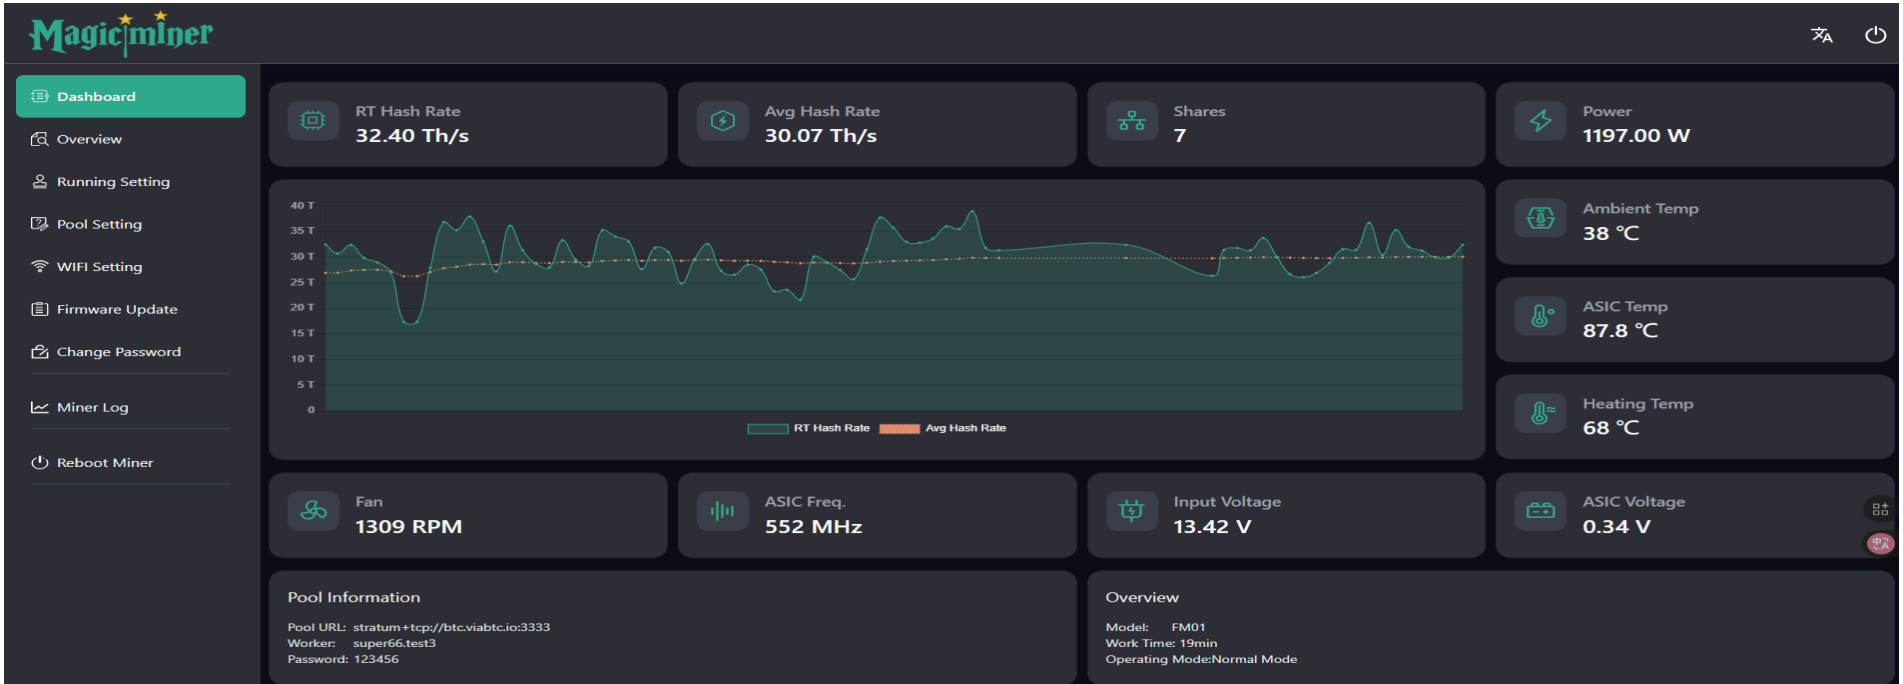 Magicminer
Dashboard
Overview
Running Setting
Pool Setting
WIFI Setting
Firmware Update
Change Password
Miner Log
Reboot Miner
RT Hash Rate
32.40 Th/s
Avg Hash Rate
30.07 Th/s
Shares
7
Power
1197.00 W
40 T
35 T
30 T
25 T
20 T
15 T
10 T
5 T
0
RT Hash Rate Avg Hash Rate
Ambient Temp
38 ℃
ASIC Temp
87.8 ℃
Heating Temp
68 ℃
Fan
1309 RPM
ASIC Freq.
552 MHz
Input Voltage
13.42 V
ASIC Voltage
0.34 V
Pool Information
Pool URL: stratum+tcp://btc.viabtc.io:3333
Worker: super66.test3
Password: 123456
Overview
Model: FM01
Work Time: 19min
Operating Mode:Normal Mode